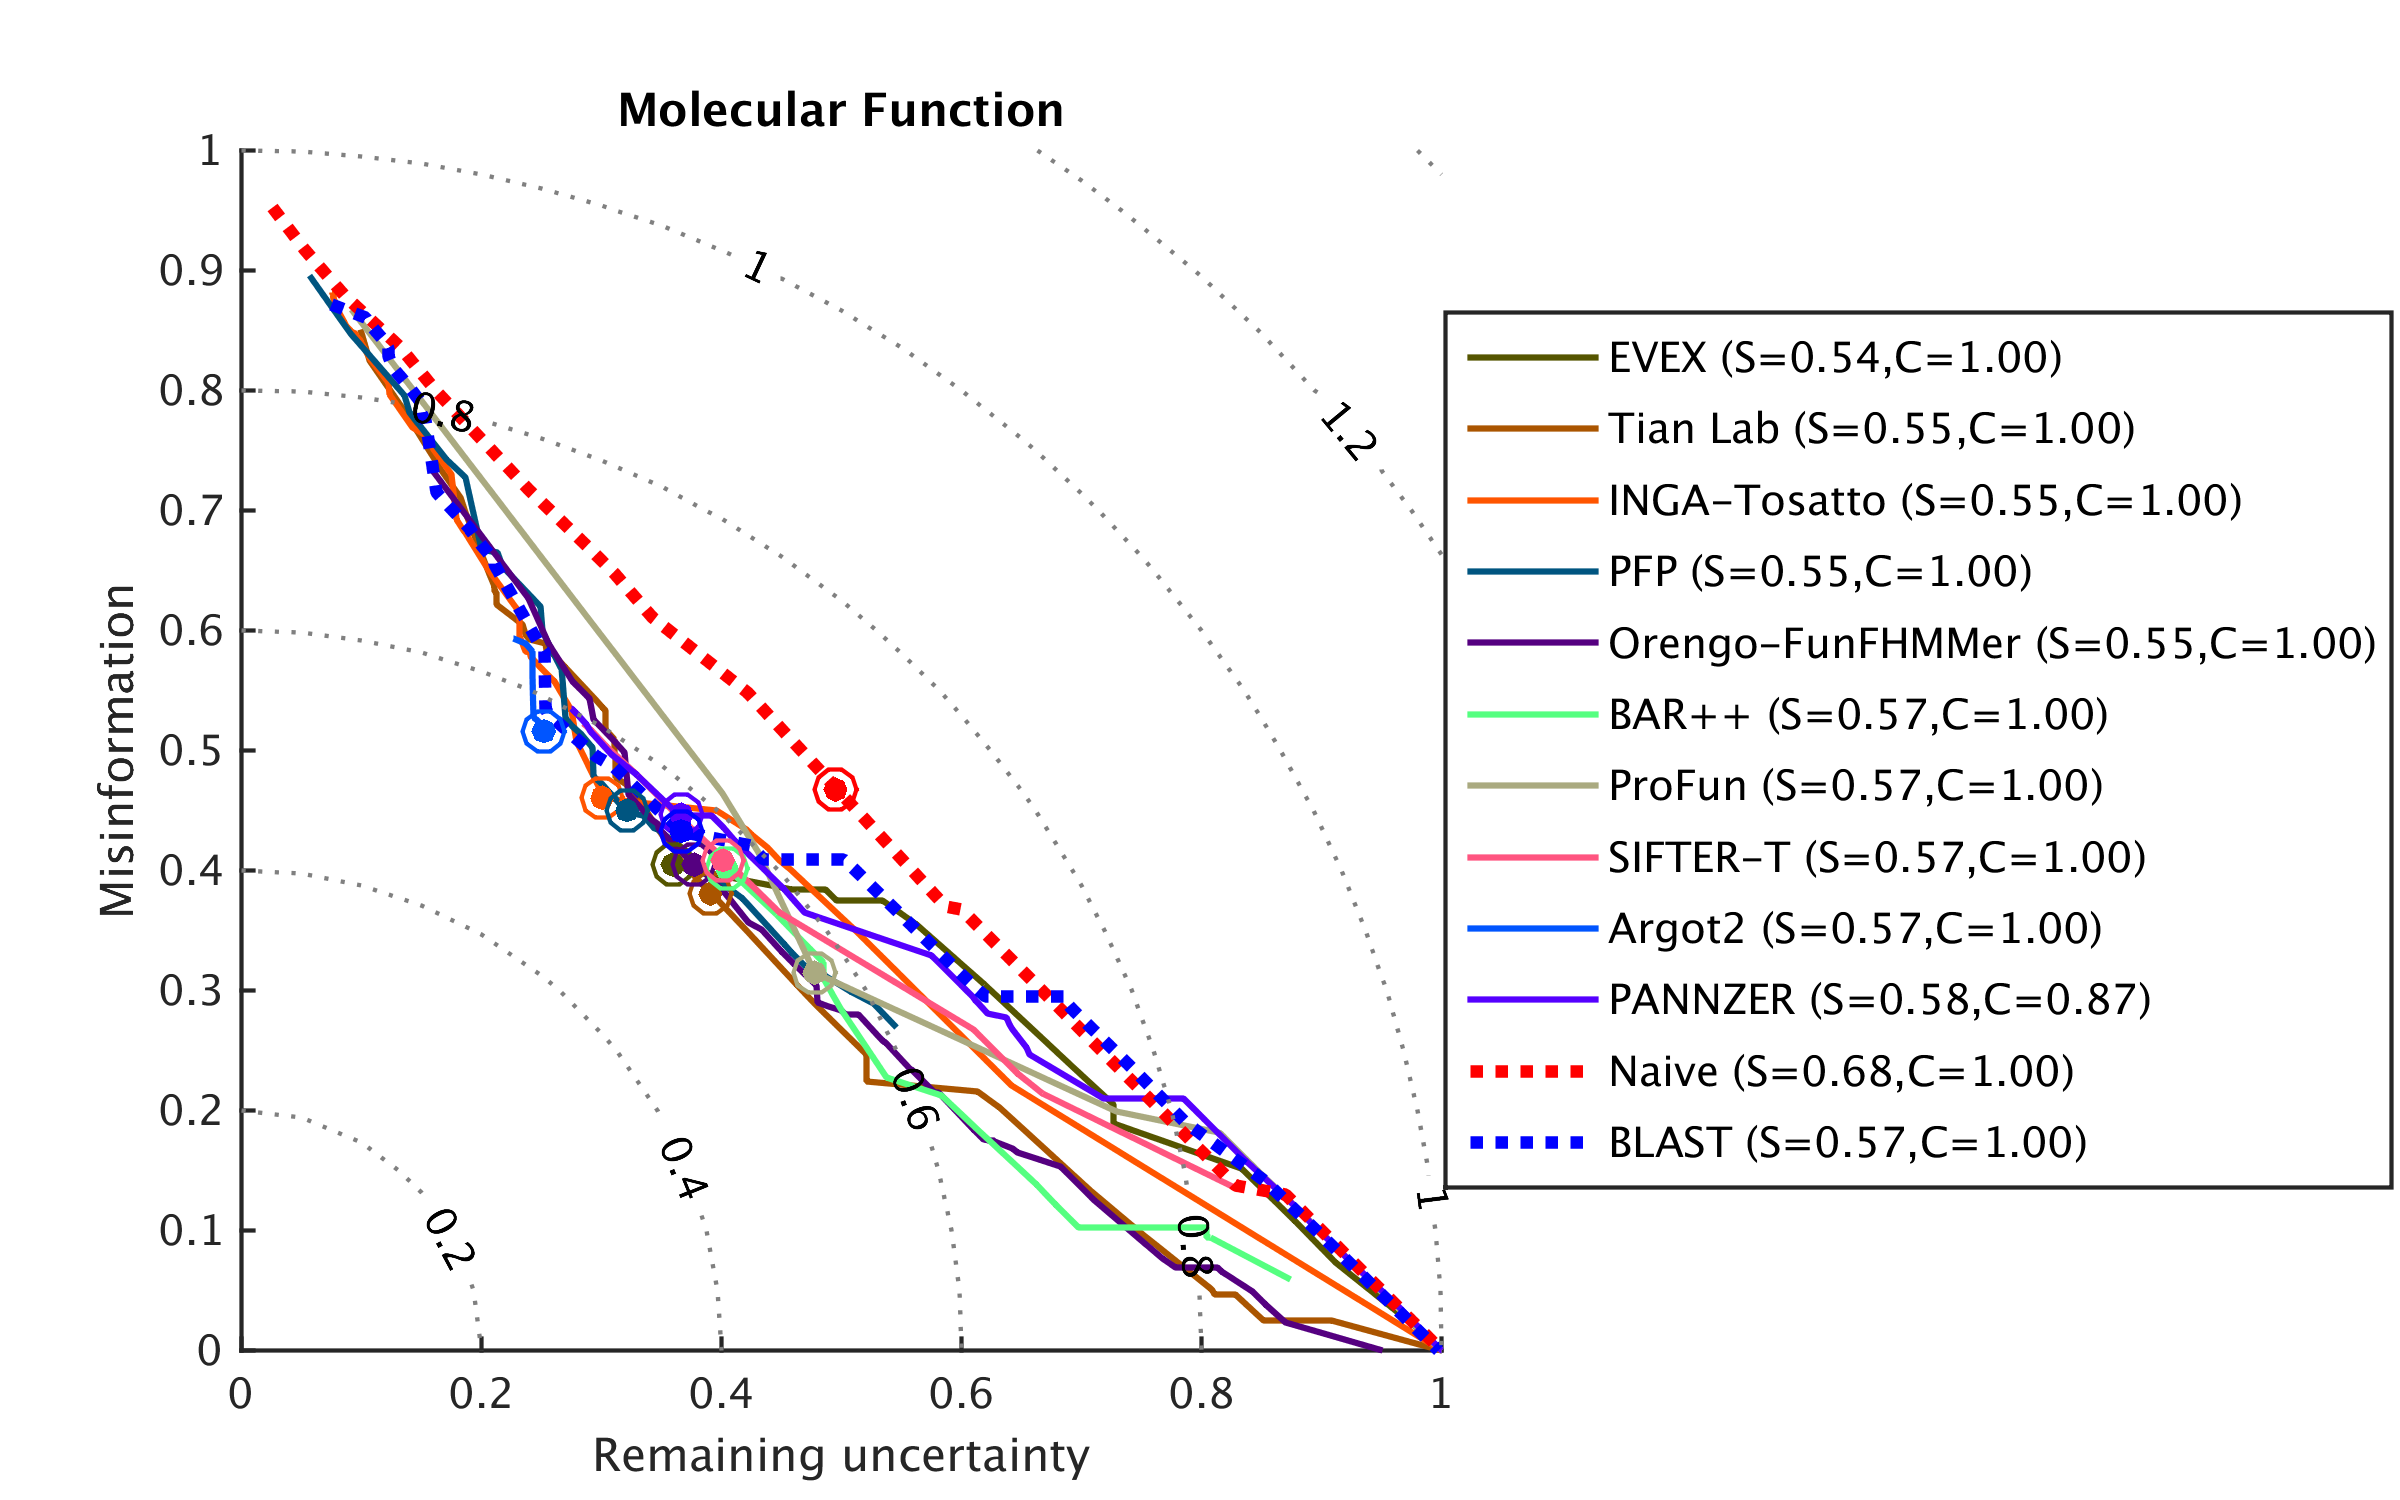 Molecular Function
1
0.9
0.8
0.7
0.6
0.5
0.4
0.3
0.2
0.1
0
Misinformation
0 0.2 0.4 0.6 0.8 1
Remaining uncertainty
1
1.2
0.8
0.6
0.4
0.2
0.8
1
EVEX (S=0.54,C=1.00)
Tian Lab (S=0.55,C=1.00)
INGA-Tosatto (S=0.55,C=1.00)
PFP (S=0.55,C=1.00)
Orengo-FunFHMMer (S=0.55,C=1.00)
BAR++ (S=0.57,C=1.00)
ProFun (S=0.57,C=1.00)
SIFTER-T (S=0.57,C=1.00)
Argot2 (S=0.57,C=1.00)
PANNZER (S=0.58,C=0.87)
Naive (S=0.68,C=1.00)
BLAST (S=0.57,C=1.00)